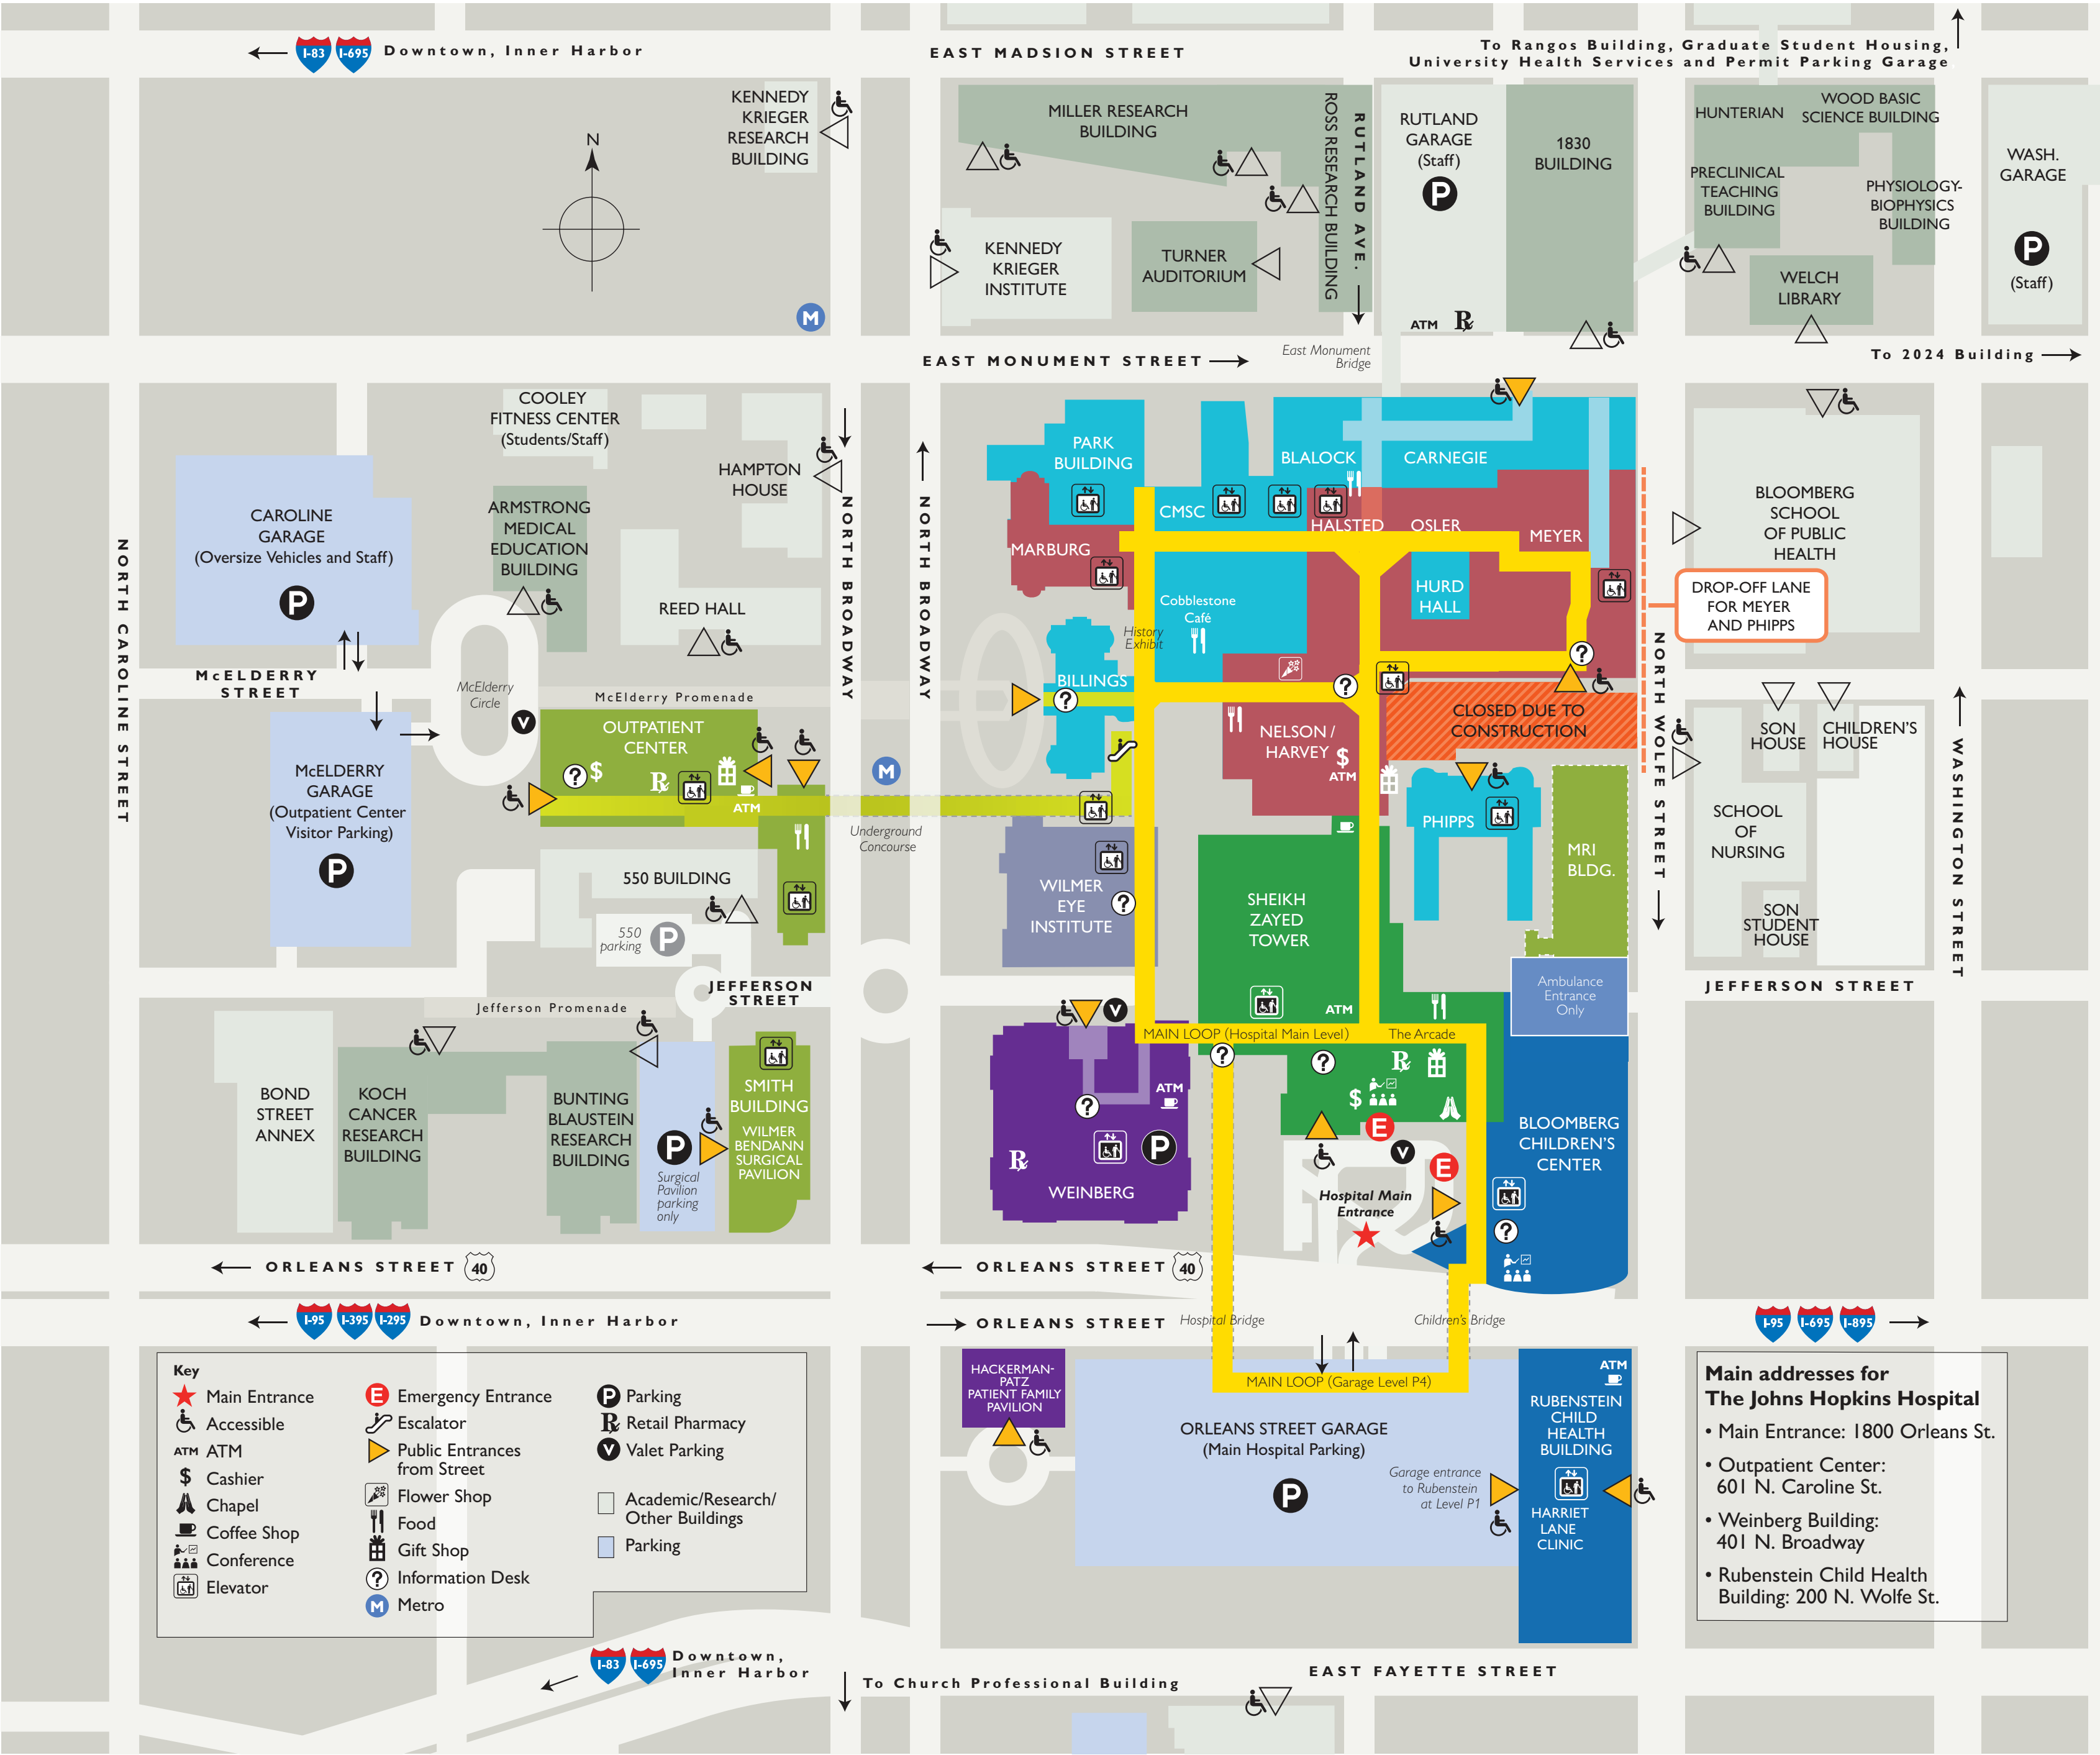 I-83 I-695 Downtown, Inner Harbor
EAST MADSION STREET
To Rangos Building, Graduate Student Housing,
University Health Services and Permit Parking Garage
KENNEDY
KRIEGER
RESEARCH
BUILDING
N
M
MILLER RESEARCH
BUILDING
KENNEDY
KRIEGER
INSTITUTE
TURNER
AUDITORIUM
ROSS RESEARCH BUILDING
RUTLAND AVE.
RUTLAND
GARAGE
(Staff)
P
ATM
1830
BUILDING
HUNTERIAN
WOOD BASIC
SCIENCE BUILDING
PRECLINICAL
TEACHING
BUILDING
PHYSIOLOGY-
BIOPHYSICS
BUILDING
WELCH
LIBRARY
WASH.
GARAGE
P
(Staff)
EAST MONUMENT STREET
East Monument
Bridge
To 2024 Building
COOLEY
FITNESS CENTER
(Students/Staff)
HAMPTON
HOUSE
CAROLINE
GARAGE
(Oversize Vehicles and Staff)
P
ARMSTRONG
MEDICAL
EDUCATION
BUILDING
REED HALL
NORTH CAROLINE STREET
NORTH BROADWAY
NORTH BROADWAY
McELDERRY
STREET
McElderry
Circle
McElderry Promenade
V
McELDERRY
GARAGE
(Outpatient Center
Visitor Parking)
P
OUTPATIENT
CENTER
? $
ATM
M
Underground
Concourse
550 BUILDING
550
parking
P
JEFFERSON
STREET
Jefferson Promenade
BOND
STREET
ANNEX
KOCH
CANCER
RESEARCH
BUILDING
BUNTING
BLAUSTEIN
RESEARCH
BUILDING
P
Surgical
Pavilion
parking
only
SMITH
BUILDING
WILMER
BENDANN
SURGICAL
PAVILION
PARK
BUILDING
MARBURG
CMSC
BLALOCK
CARNEGIE
HALSTED
OSLER
MEYER
HURD
HALL
Cobblestone
Café
History
Exhibit
BILLINGS
?
?
?
NELSON /
HARVEY
$
ATM
CLOSED DUE TO
CONSTRUCTION
DROP-OFF LANE
FOR MEYER
AND PHIPPS
BLOOMBERG
SCHOOL
OF PUBLIC
HEALTH
NORTH WOLFE STREET
WASHINGTON STREET
SON
HOUSE
CHILDREN'S
HOUSE
SCHOOL
OF
NURSING
SON
STUDENT
HOUSE
JEFFERSON STREET
PHIPPS
MRI
BLDG.
WILMER
EYE
INSTITUTE
?
SHEIKH
ZAYED
TOWER
ATM
Ambulance
Entrance
Only
V
MAIN LOOP (Hospital Main Level)
The Arcade
?
?
$
E
V
E
ATM
?
P
WEINBERG
BLOOMBERG
CHILDREN'S
CENTER
?
Hospital Main
Entrance
ORLEANS STREET 40
ORLEANS STREET 40
I-95 I-395 I-295 Downtown, Inner Harbor
ORLEANS STREET
Hospital Bridge
Children's Bridge
I-95 I-695 I-895
HACKERMAN-
PATZ
PATIENT FAMILY
PAVILION
MAIN LOOP (Garage Level P4)
ORLEANS STREET GARAGE
(Main Hospital Parking)
P
Garage entrance
to Rubenstein
at Level P1
ATM
RUBENSTEIN
CHILD
HEALTH
BUILDING
HARRIET
LANE
CLINIC
Key
Main Entrance
Accessible
ATM ATM
$ Cashier
Chapel
Coffee Shop
Conference
Elevator
E Emergency Entrance
Escalator
Public Entrances
from Street
Flower Shop
Food
Gift Shop
? Information Desk
M Metro
P Parking
Retail Pharmacy
V Valet Parking
Academic/Research/
Other Buildings
Parking
Main addresses for
The Johns Hopkins Hospital
• Main Entrance: 1800 Orleans St.
• Outpatient Center:
601 N. Caroline St.
• Weinberg Building:
401 N. Broadway
• Rubenstein Child Health
Building: 200 N. Wolfe St.
I-83 I-695 Downtown,
Inner Harbor
To Church Professional Building
EAST FAYETTE STREET